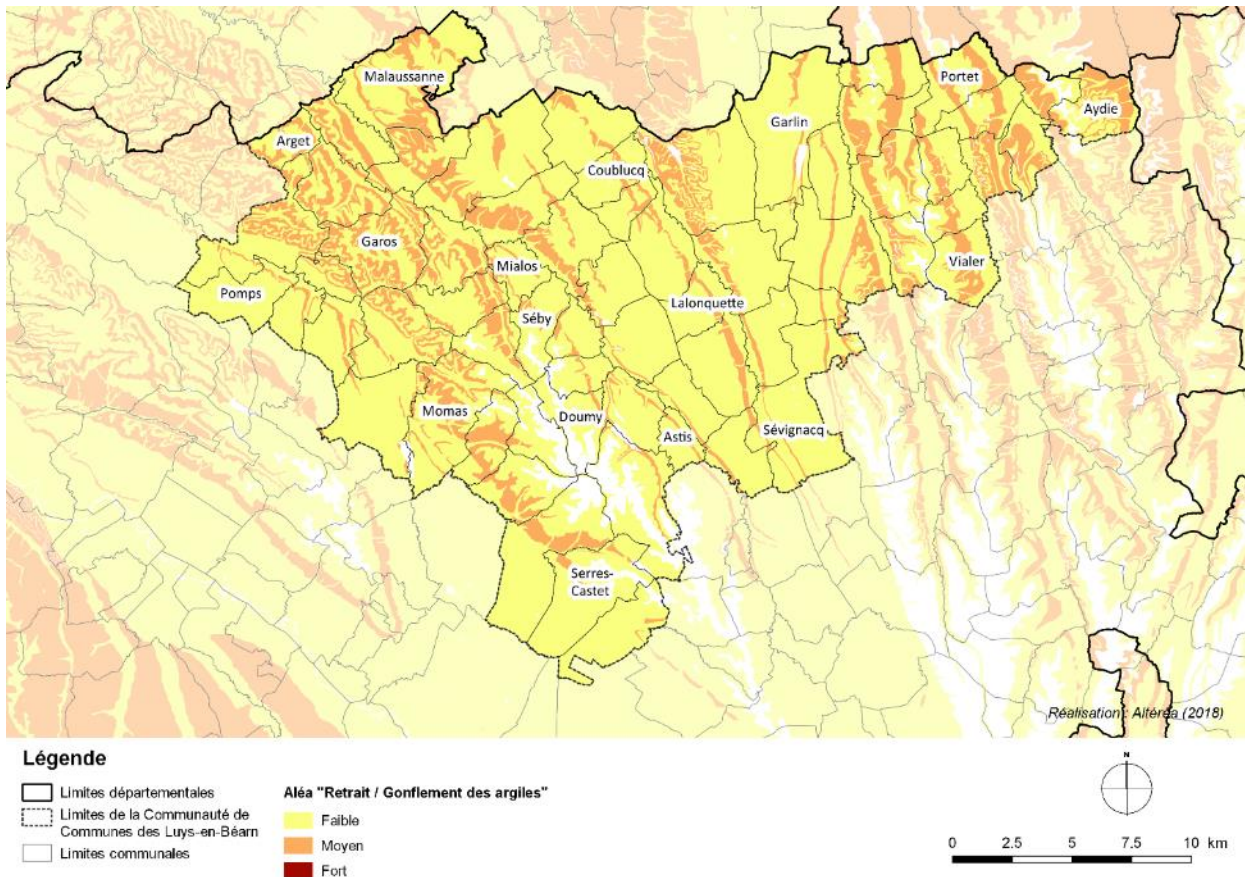 Malaussanne
Portet
Aydie
Garlin
Arget
Coublucq
Garos
Mialos
Vialer
Pomps
Lalonquette
Séby
Momas
Doumy
Sévignacq
Astis
Serres-
Castet
Réalisation : Altéréa (2018)
Légende
Limites départementales
Limites de la Communauté de
Communes des Luys-en-Béarn
Limites communales
Aléa "Retrait / Gonflement des argiles"
Faible
Moyen
Fort
N
0 2.5 5 7.5 10 km